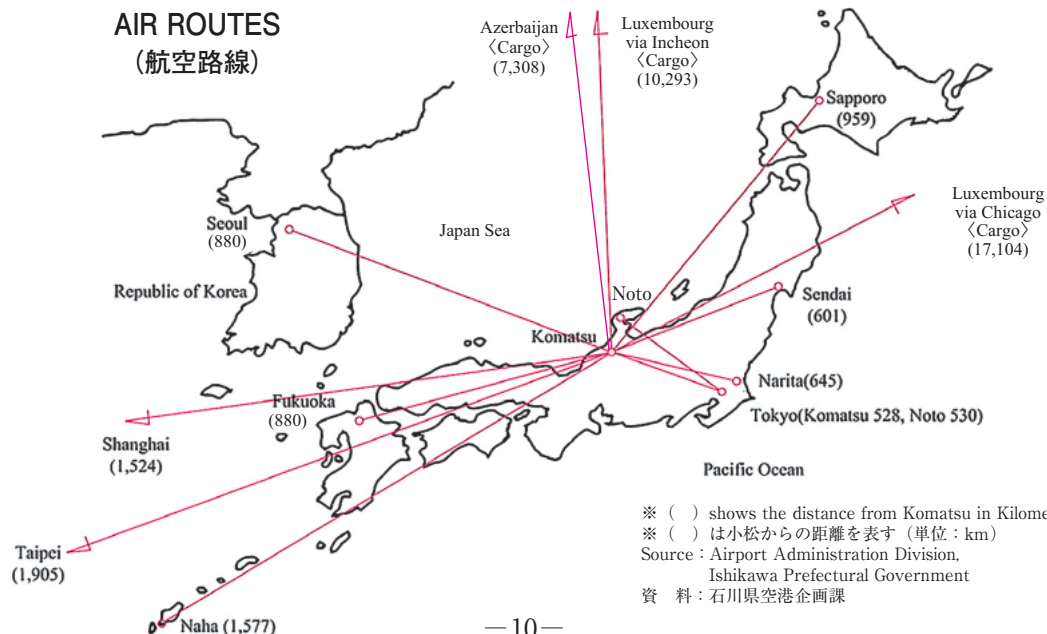 AIR ROUTES
(航空路線)
Azerbaijan
〈Cargo〉
(7,308)
Luxembourg
via Incheon
〈Cargo〉
(10,293)
Sapporo
(959)
Luxembourg
via Chicago
〈Cargo〉
(17,104)
Seoul
(880)
Japan Sea
Republic of Korea
Noto
Sendai
(601)
Komatsu
Narita(645)
Fukuoka
(880)
Tokyo(Komatsu 528, Noto 530)
Shanghai
(1,524)
Pacific Ocean
Taipei
(1,905)
Naha (1,577)
※ (　) shows the distance from Komatsu in Kilome
※ (　) は小松からの距離を表す (単位：km)
Source：Airport Administration Division,
Ishikawa Prefectural Government
資　料：石川県空港企画課
—10—